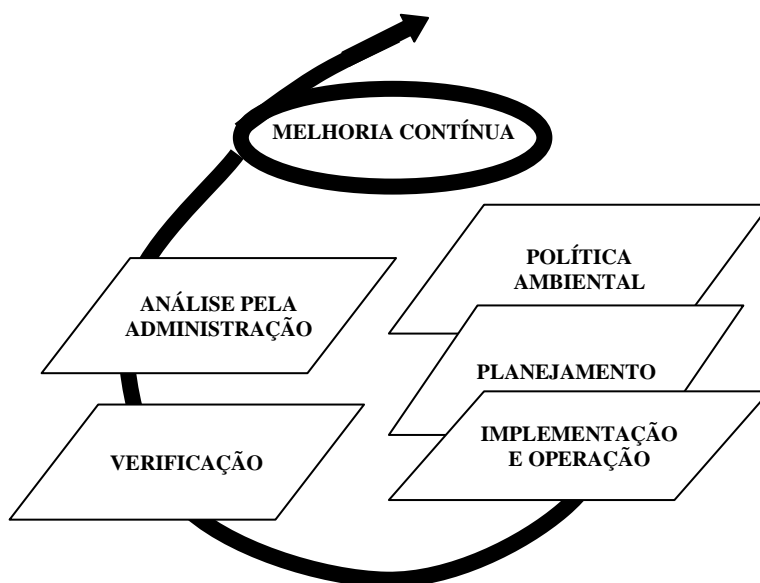 MELHORIA CONTÍNUA
POLÍTICA
AMBIENTAL
ANÁLISE PELA
ADMINISTRAÇÃO
PLANEJAMENTO
IMPLEMENTAÇÃO
E OPERAÇÃO
VERIFICAÇÃO